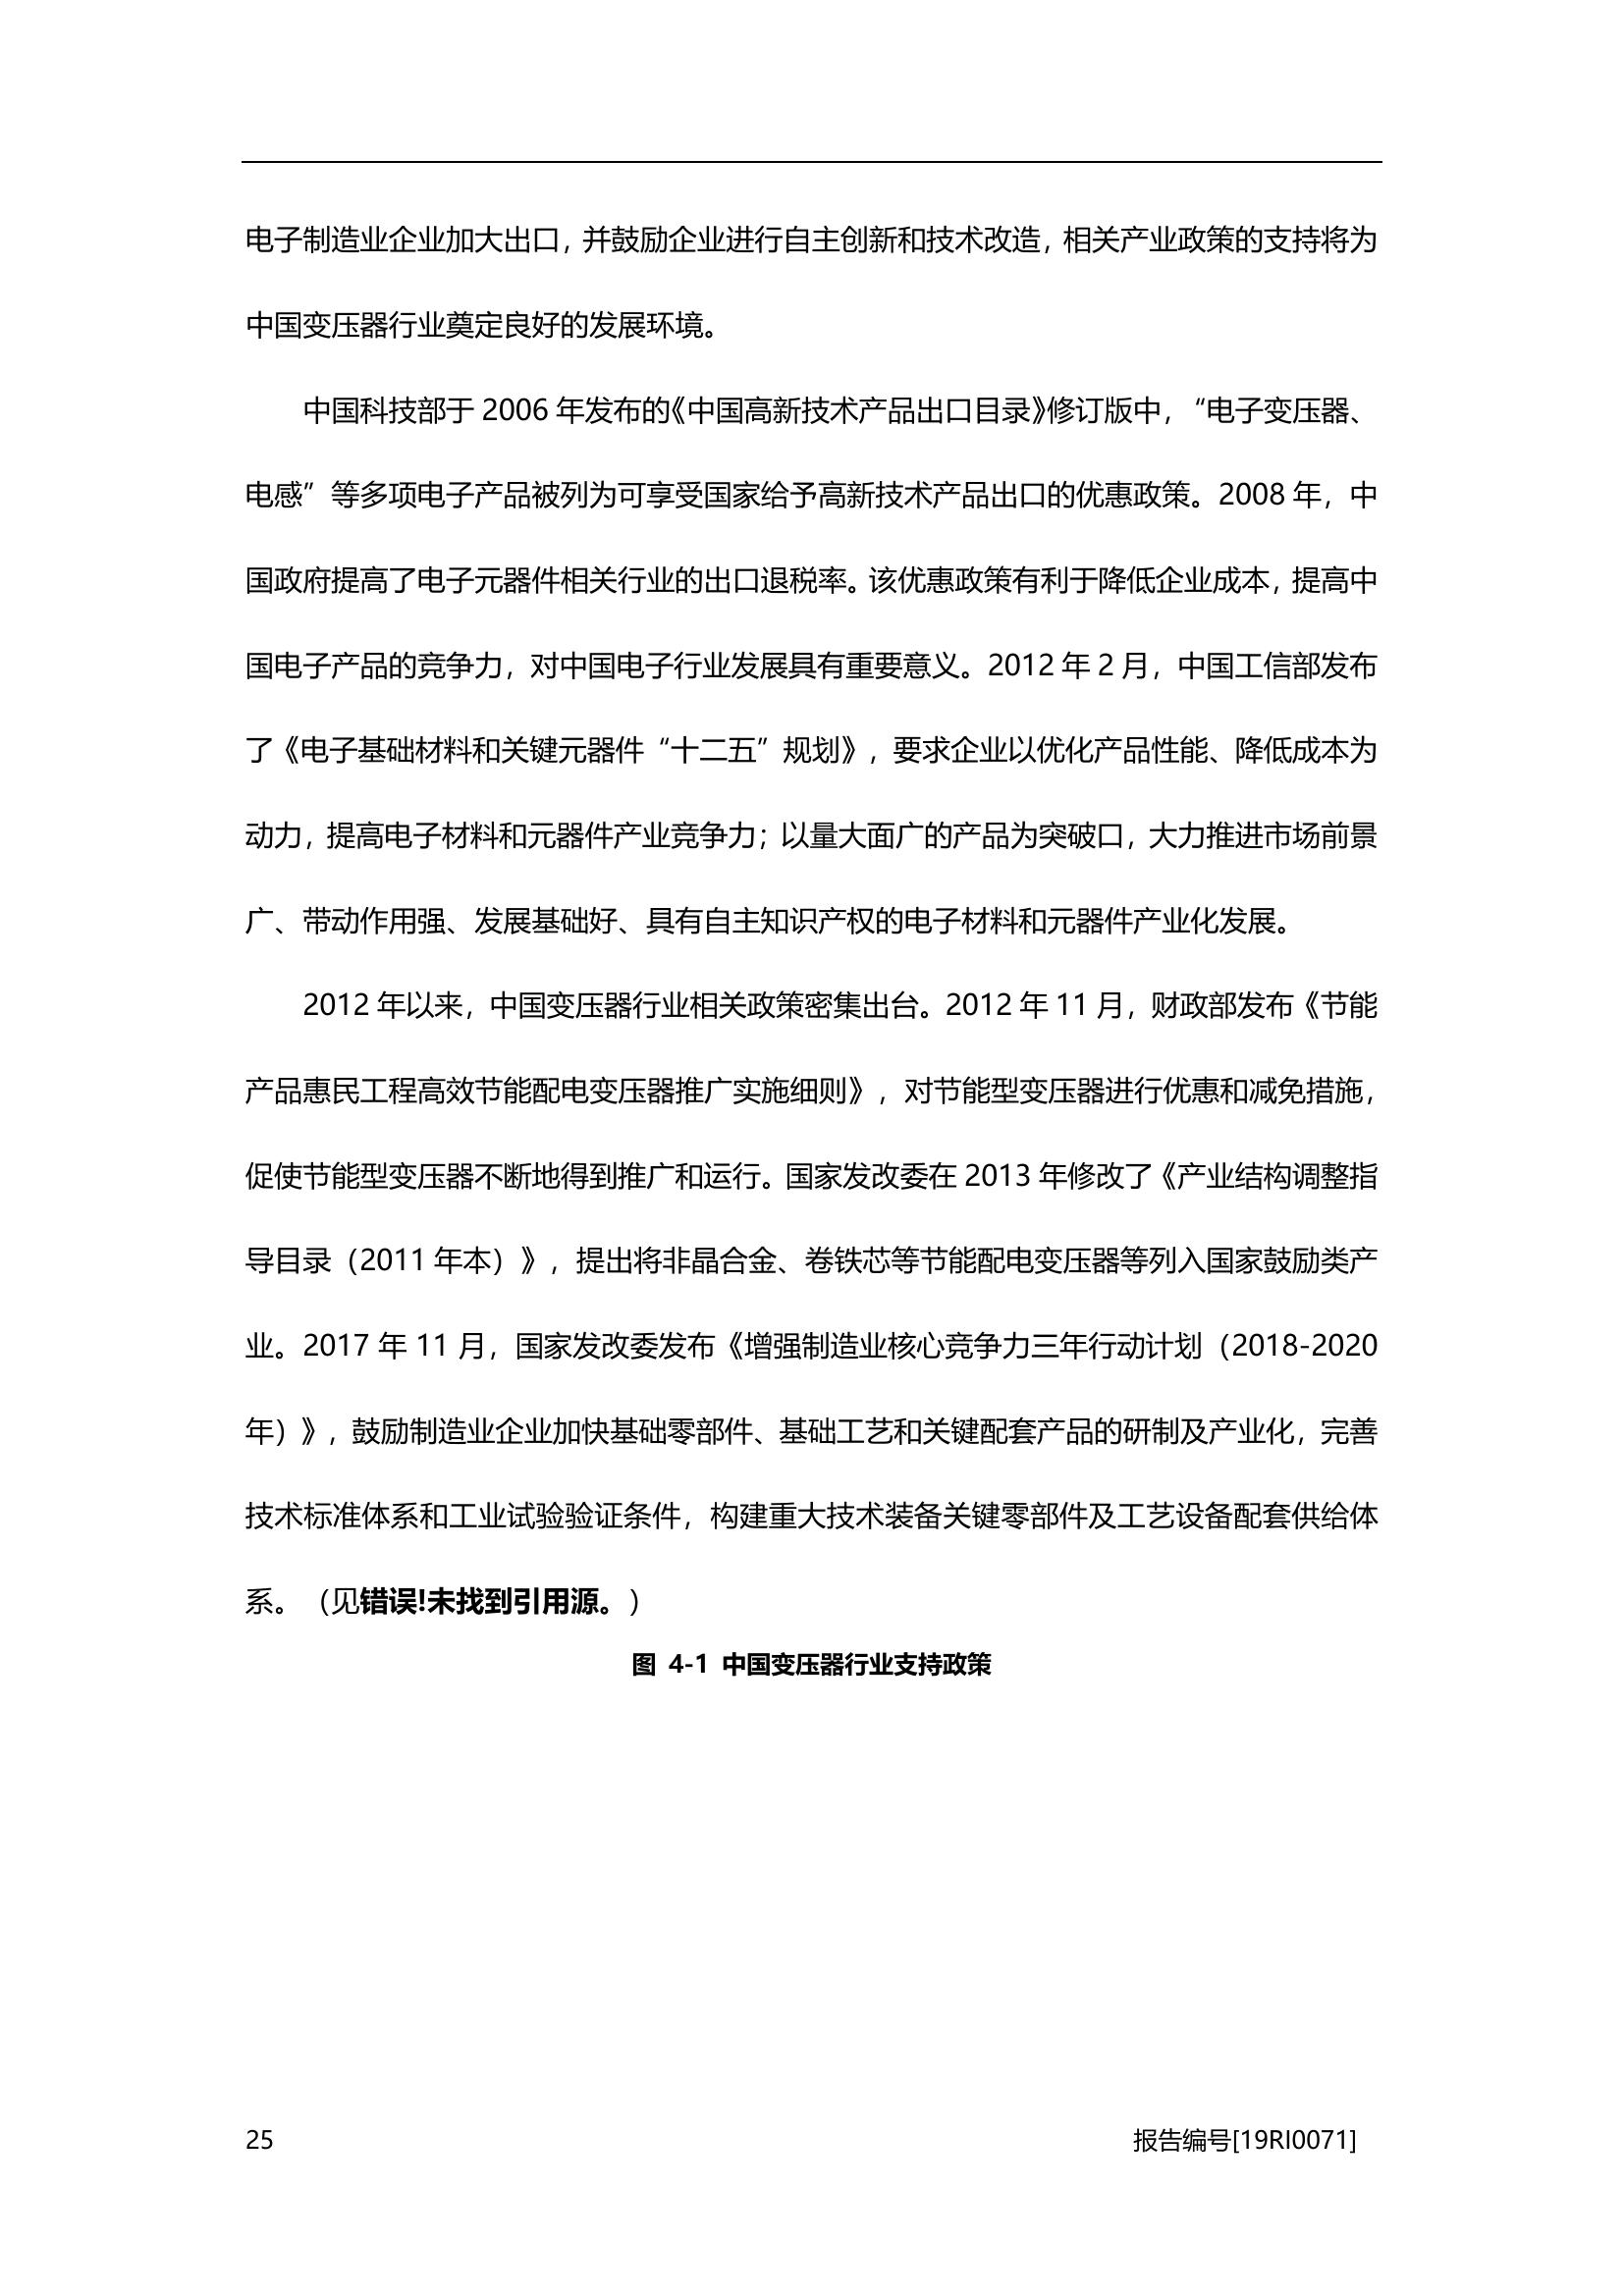 电子制造业企业加大出口，并鼓励企业进行自主创新和技术改造，相关产业政策的支持将为
中国变压器行业奠定良好的发展环境。
中国科技部于 2006 年发布的《中国高新技术产品出口目录》修订版中，“电子变压器、
电感”等多项电子产品被列为可享受国家给予高新技术产品出口的优惠政策。2008 年，中
国政府提高了电子元器件相关行业的出口退税率。该优惠政策有利于降低企业成本，提高中
国电子产品的竞争力，对中国电子行业发展具有重要意义。2012 年 2 月，中国工信部发布
了《电子基础材料和关键元器件“十二五”规划》，要求企业以优化产品性能、降低成本为
动力，提高电子材料和元器件产业竞争力；以量大面广的产品为突破口，大力推进市场前景
广、带动作用强、发展基础好、具有自主知识产权的电子材料和元器件产业化发展。
2012 年以来，中国变压器行业相关政策密集出台。2012 年 11 月，财政部发布《节能
产品惠民工程高效节能配电变压器推广实施细则》，对节能型变压器进行优惠和减免措施，
促使节能型变压器不断地得到推广和运行。国家发改委在 2013 年修改了《产业结构调整指
导目录（2011 年本）》，提出将非晶合金、卷铁芯等节能配电变压器等列入国家鼓励类产
业。2017 年 11 月，国家发改委发布《增强制造业核心竞争力三年行动计划（2018-2020
年）》，鼓励制造业企业加快基础零部件、基础工艺和关键配套产品的研制及产业化，完善
技术标准体系和工业试验验证条件，构建重大技术装备关键零部件及工艺设备配套供给体
系。（见错误!未找到引用源。）
图 4-1 中国变压器行业支持政策
25 报告编号[19RI0071]